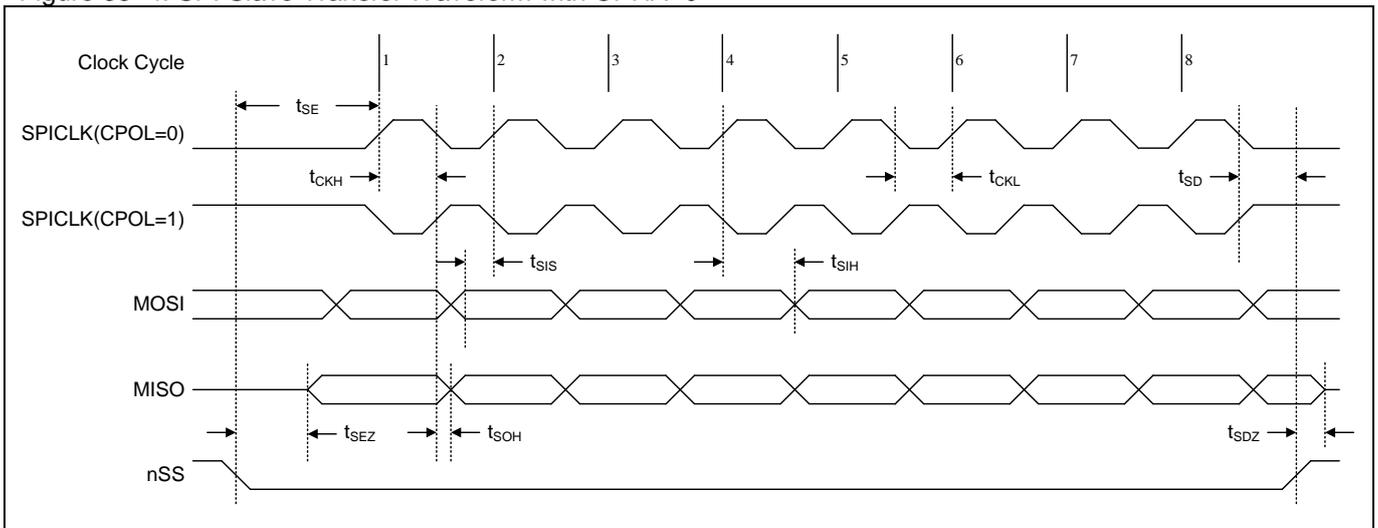 Clock Cycle
1 2 3 4 5 6 7 8
tSE
SPICLK(CPOL=0)
tCKH tCKL tSD
SPICLK(CPOL=1)
tSIS tSIH
MOSI
MISO
tSEZ tSOH tSDZ
nSS